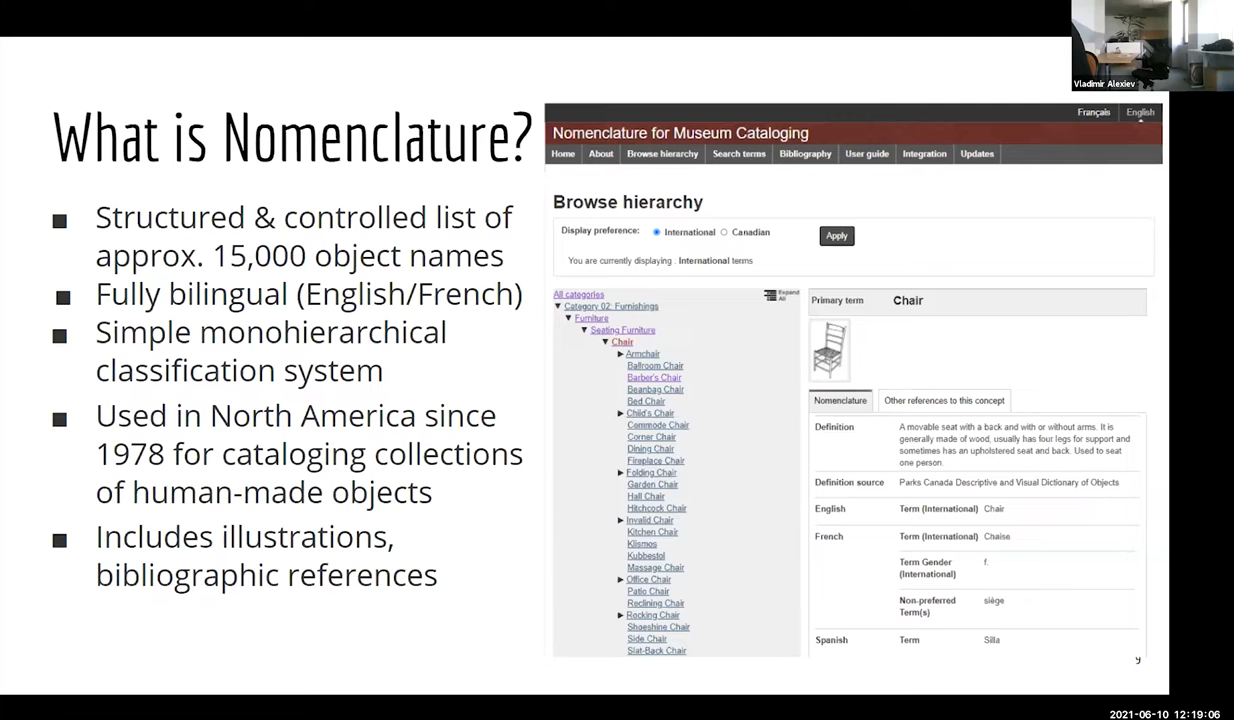 Vladimir Alexiev
What is Nomenclature?
■ Structured & controlled list of
approx. 15,000 object names
■ Fully bilingual (English/French)
■ Simple monohierarchical
classification system
■ Used in North America since
1978 for cataloging collections
of human-made objects
■ Includes illustrations,
bibliographic references
Français English
Nomenclature for Museum Cataloging
Home About Browse hierarchy Search terms Bibliography User guide Integration Updates
Browse hierarchy
Display preference: International Canadian Apply
You are currently displaying . International terms
All categories
Expand
All
▼ Category 02: Furnishings
▼ Furniture
▼ Seating Furniture
▼ Chair
▶ Armchair
Ballroom Chair
Barber's Chair
Beanbag Chair
Bed Chair
▶ Child's Chair
Commode Chair
Corner Chair
Dining Chair
Fireplace Chair
▶ Folding Chair
Garden Chair
Hall Chair
Hitchcock Chair
▶ Invalid Chair
Kitchen Chair
Klismos
Kubbestol
Massage Chair
▶ Office Chair
Patio Chair
Reclining Chair
▶ Rocking Chair
Shoeshine Chair
Side Chair
Slat-Back Chair
Primary term Chair
Nomenclature Other references to this concept
Definition A movable seat with a back and with or without arms. It is
generally made of wood, usually has four legs for support and
sometimes has an upholstered seat and back. Used to seat
one person.
Definition source Parks Canada Descriptive and Visual Dictionary of Objects
English Term (International) Chair
French Term (International) Chaise
Term Gender f.
(International)
Non-preferred siège
Term(s)
Spanish Term Silla
9
2021-06-10 12:19:06